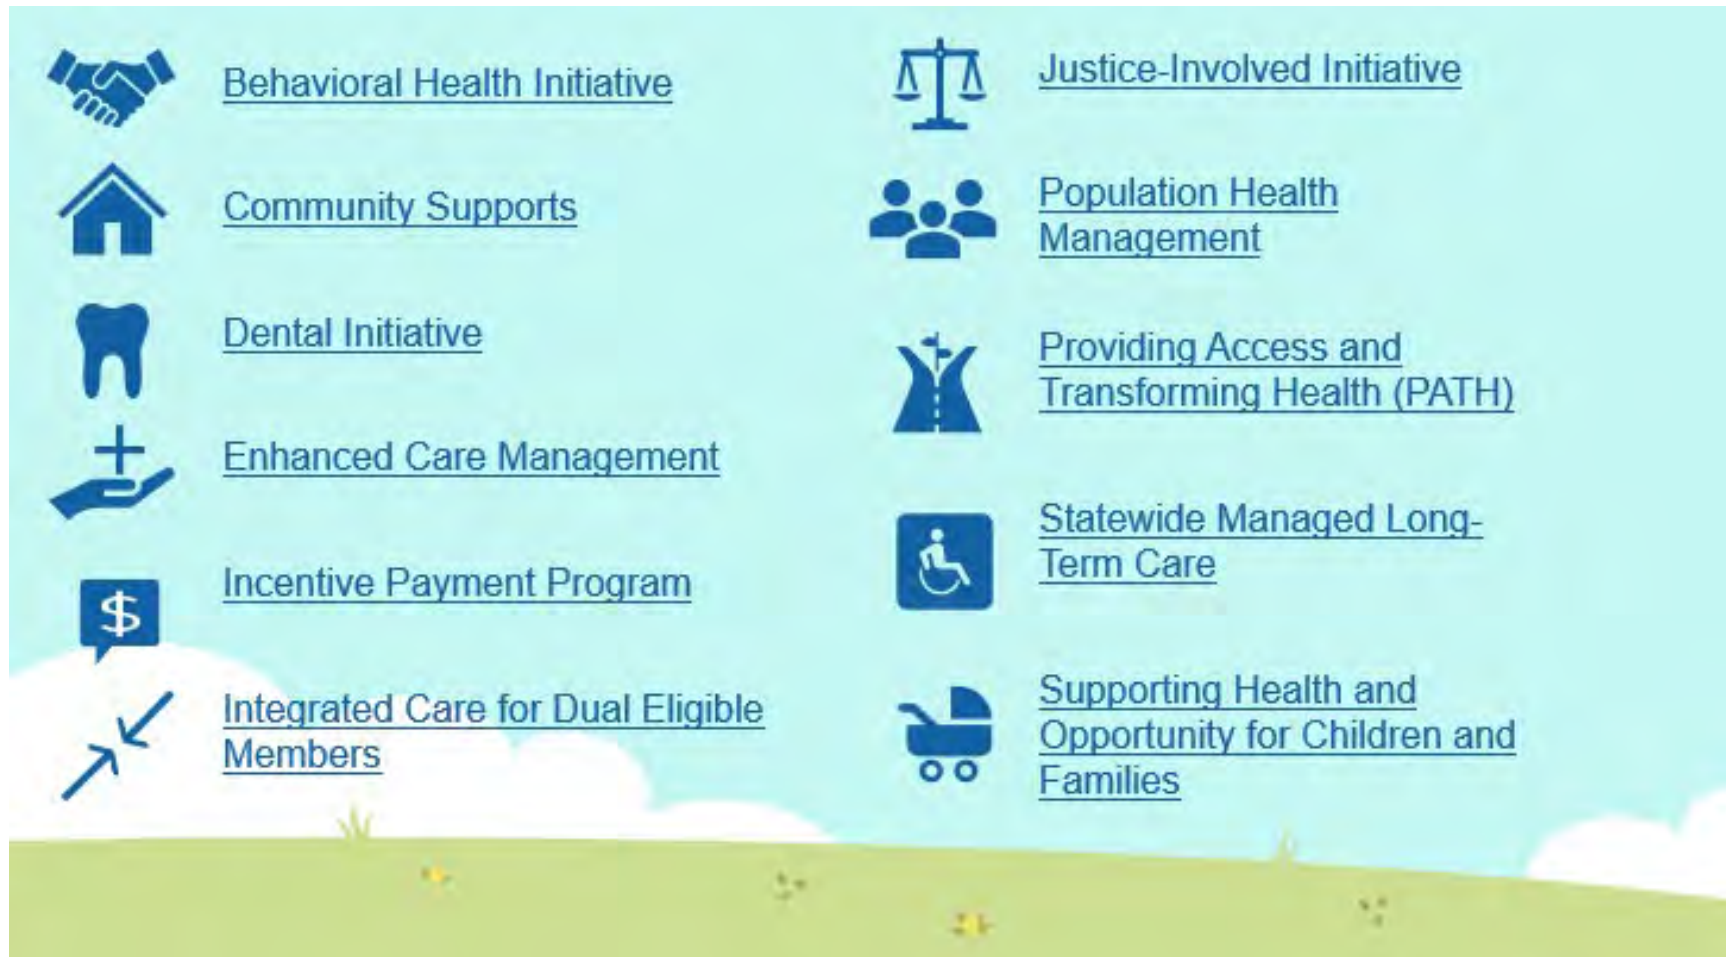 Behavioral Health Initiative
Community Supports
Dental Initiative
Enhanced Care Management
Incentive Payment Program
$
Integrated Care for Dual Eligible
Members
Justice-Involved Initiative
Population Health
Management
Providing Access and
Transforming Health (PATH)
Statewide Managed Long-
Term Care
Supporting Health and
Opportunity for Children and
Families